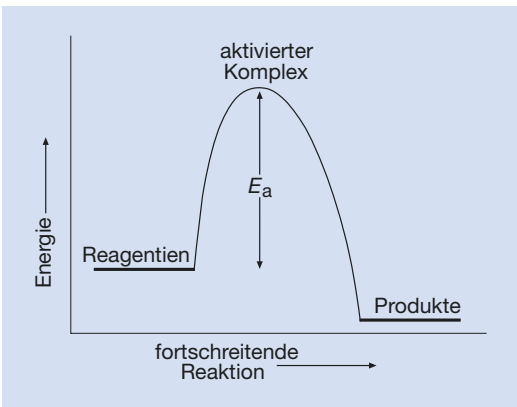 aktivierter
Komplex
Ea
Reagentien
Energie
Produkte
fortschreitende
Reaktion